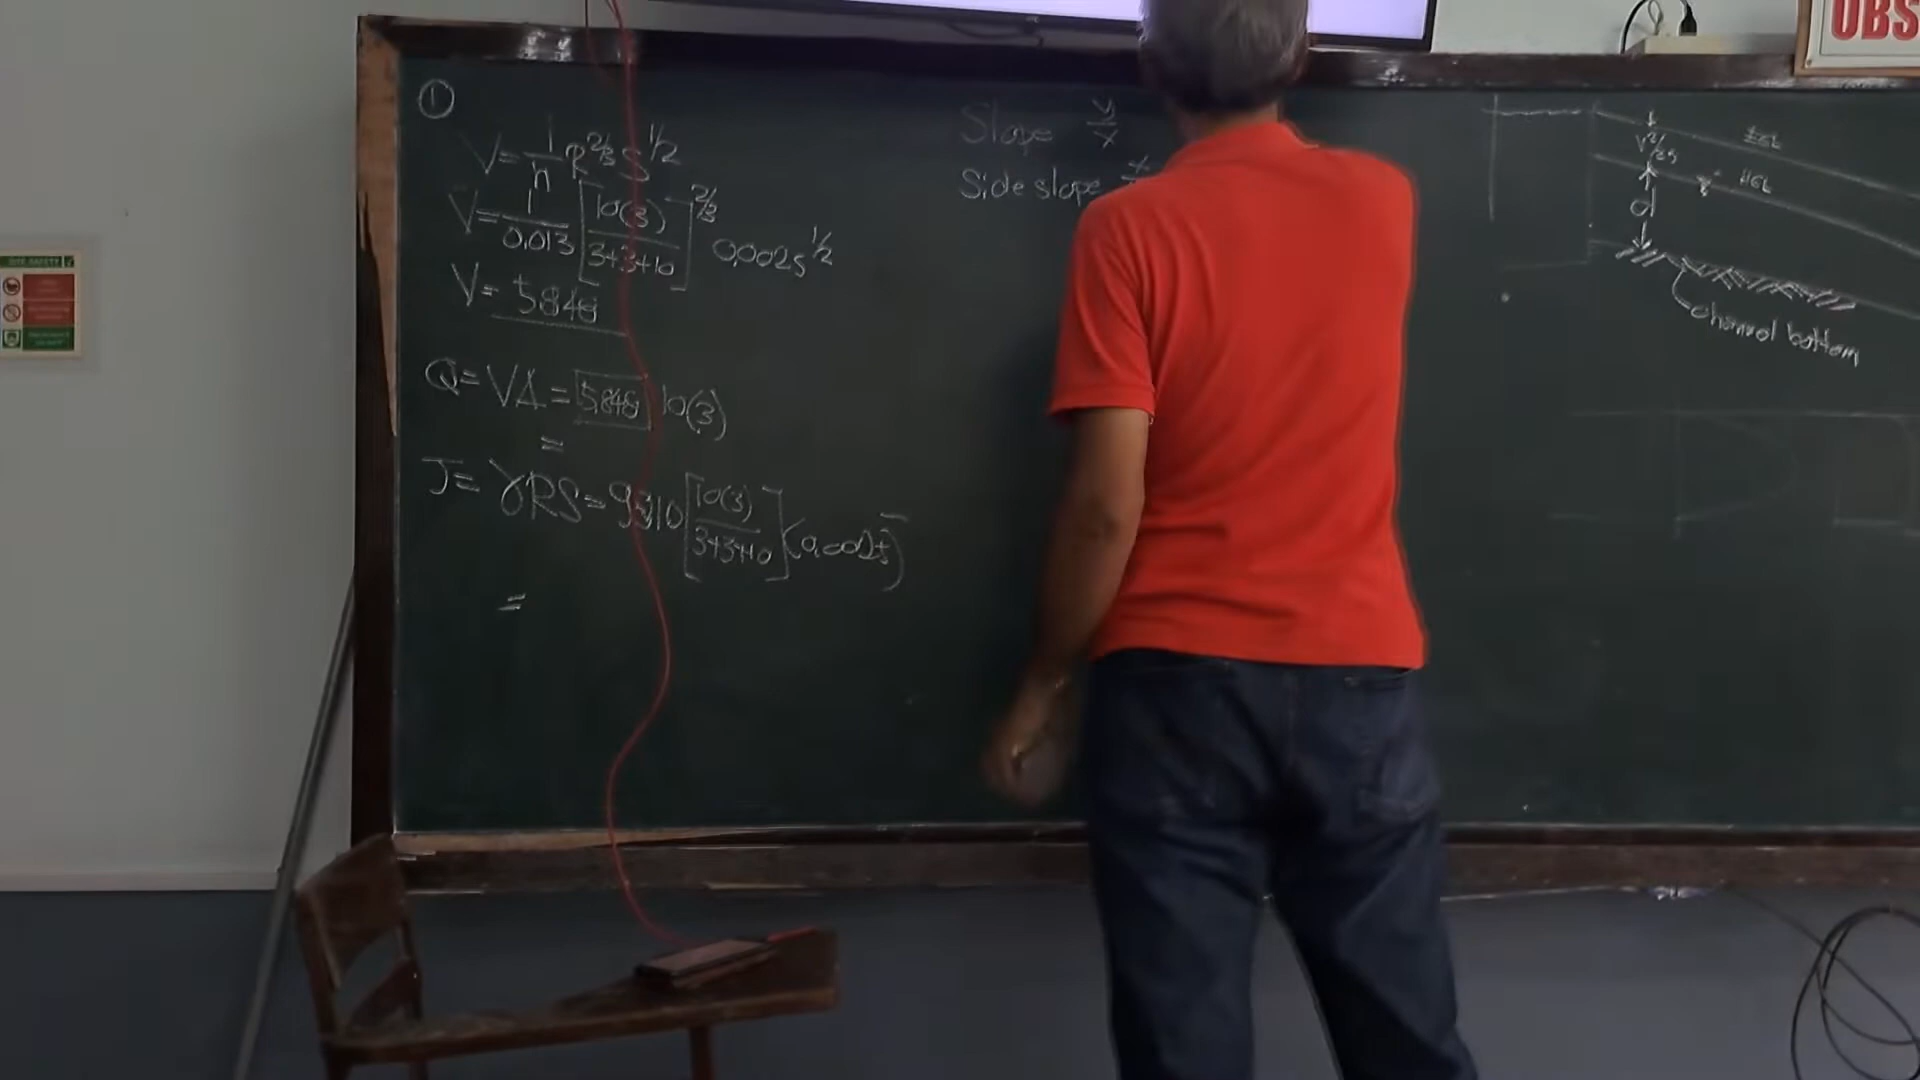 ①
V = 1/n R^2/3 S^1/2
V = 1/0.013 [10(3)/3+3+10]^2/3 0.0025^1/2
V = 5.848
Q = VA = 5.848 10(3)
=
J = γRS = 9810 [10(3)/3+3+10] (0.0025)
=
Slope y/x
Side slope
V²/2g
EGL
HGL
d
channel bottom
OBS
SITE SAFETY